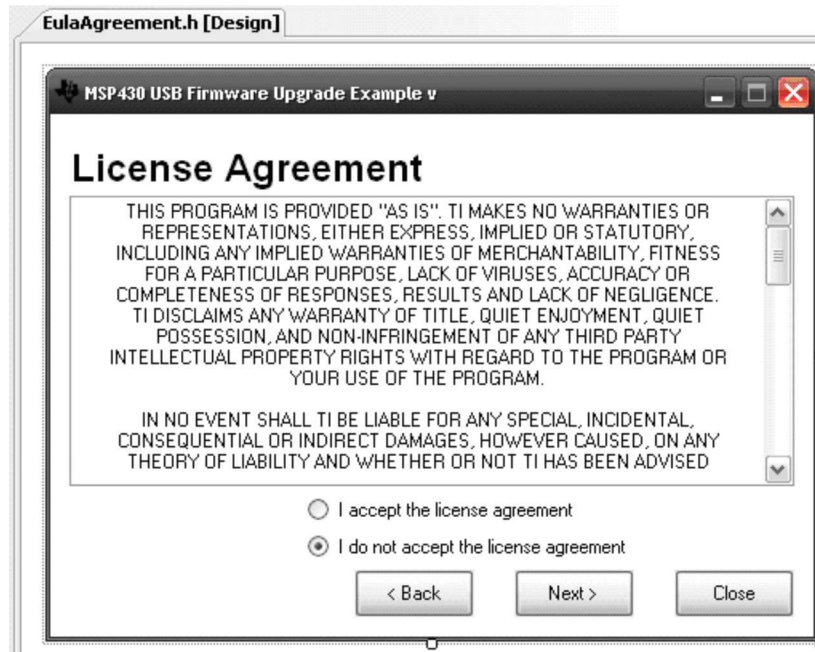 EulaAgreement.h [Design]
MSP430 USB Firmware Upgrade Example v
License Agreement
THIS PROGRAM IS PROVIDED "AS IS". TI MAKES NO WARRANTIES OR
REPRESENTATIONS, EITHER EXPRESS, IMPLIED OR STATUTORY,
INCLUDING ANY IMPLIED WARRANTIES OF MERCHANTABILITY, FITNESS
FOR A PARTICULAR PURPOSE, LACK OF VIRUSES, ACCURACY OR
COMPLETENESS OF RESPONSES, RESULTS AND LACK OF NEGLIGENCE.
TI DISCLAIMS ANY WARRANTY OF TITLE, QUIET ENJOYMENT, QUIET
POSSESSION, AND NON-INFRINGEMENT OF ANY THIRD PARTY
INTELLECTUAL PROPERTY RIGHTS WITH REGARD TO THE PROGRAM OR
YOUR USE OF THE PROGRAM.
IN NO EVENT SHALL TI BE LIABLE FOR ANY SPECIAL, INCIDENTAL,
CONSEQUENTIAL OR INDIRECT DAMAGES, HOWEVER CAUSED, ON ANY
THEORY OF LIABILITY AND WHETHER OR NOT TI HAS BEEN ADVISED
I accept the license agreement
I do not accept the license agreement
< Back
Next >
Close